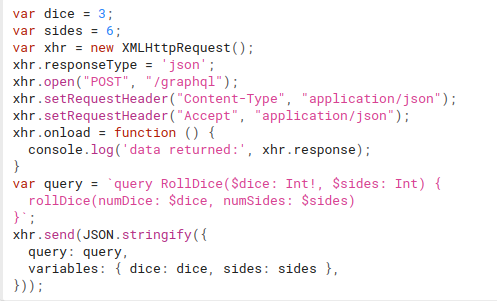 var dice = 3;
var sides = 6;
var xhr = new XMLHttpRequest();
xhr.responseType = 'json';
xhr.open("POST", "/graphql");
xhr.setRequestHeader("Content-Type", "application/json");
xhr.setRequestHeader("Accept", "application/json");
xhr.onload = function () {
  console.log('data returned:', xhr.response);
}
var query = `query RollDice($dice: Int!, $sides: Int) {
  rollDice(numDice: $dice, numSides: $sides)
}`;
xhr.send(JSON.stringify({
  query: query,
  variables: { dice: dice, sides: sides },
}));